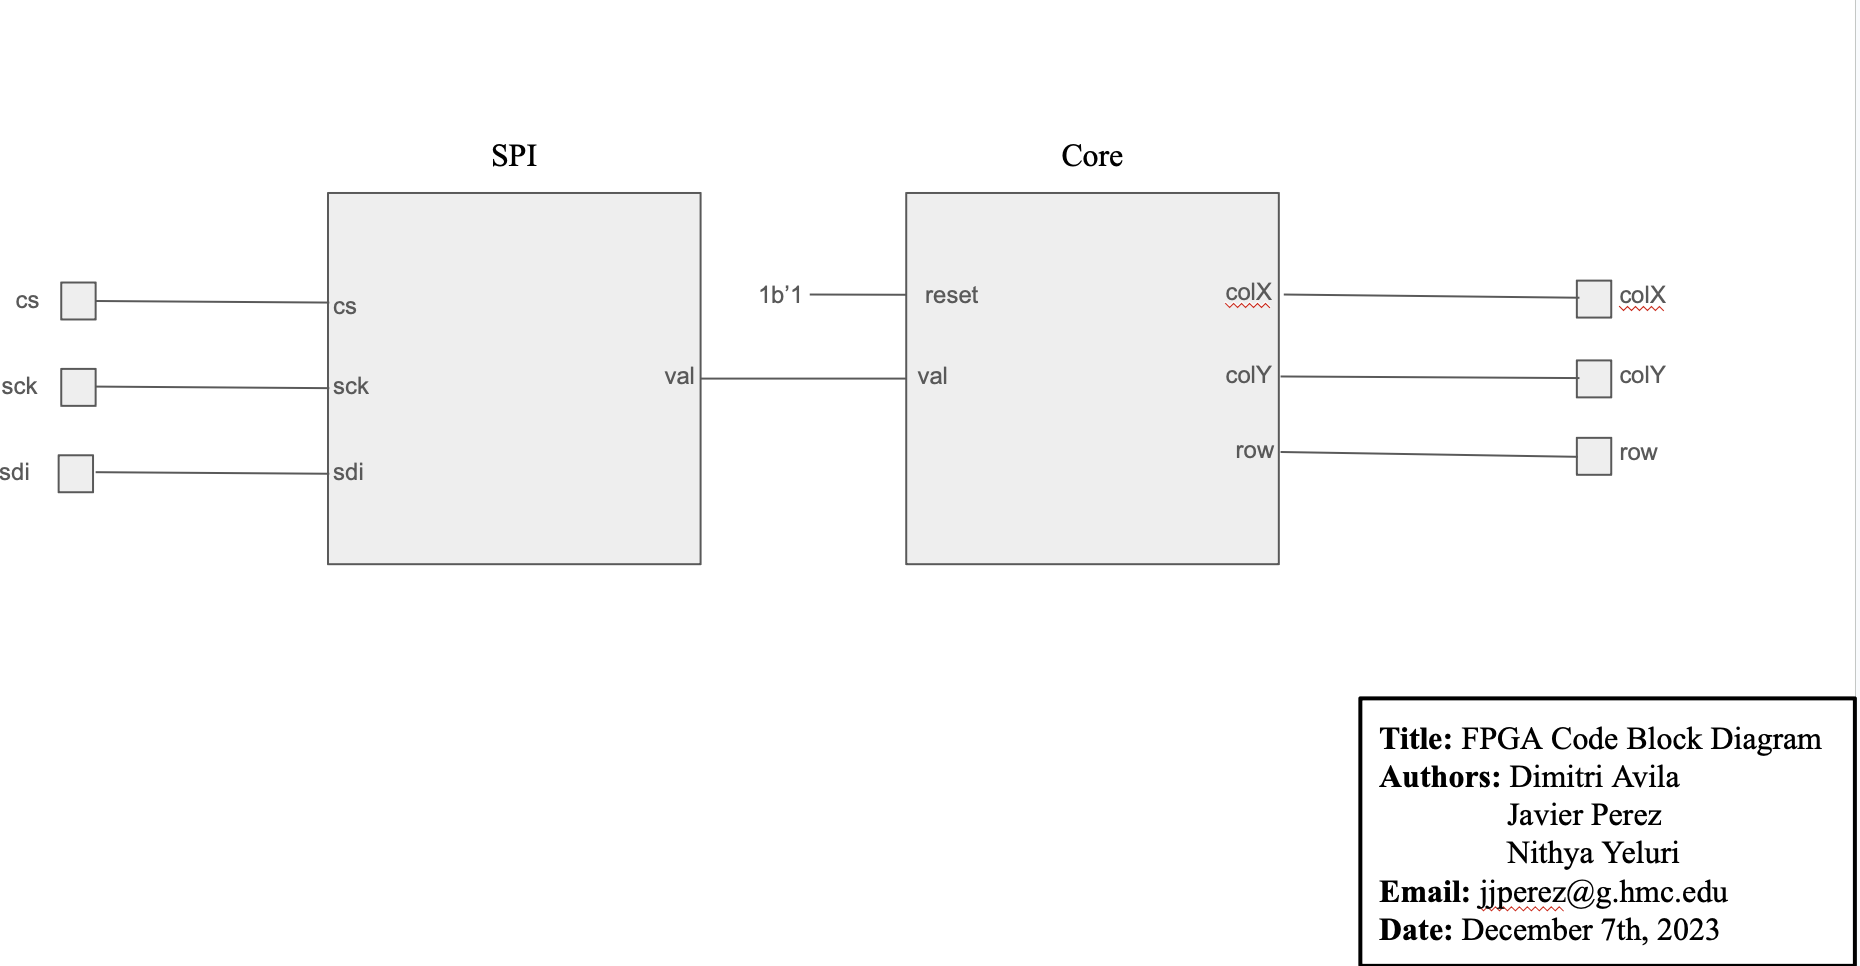 SPI
Core
cs
cs
sck
sck
sdi
sdi
val
1b’1
reset
val
colX
colY
row
colX
colY
row
Title: FPGA Code Block Diagram
Authors: Dimitri Avila
Javier Perez
Nithya Yeluri
Email: jjperez@g.hmc.edu
Date: December 7th, 2023